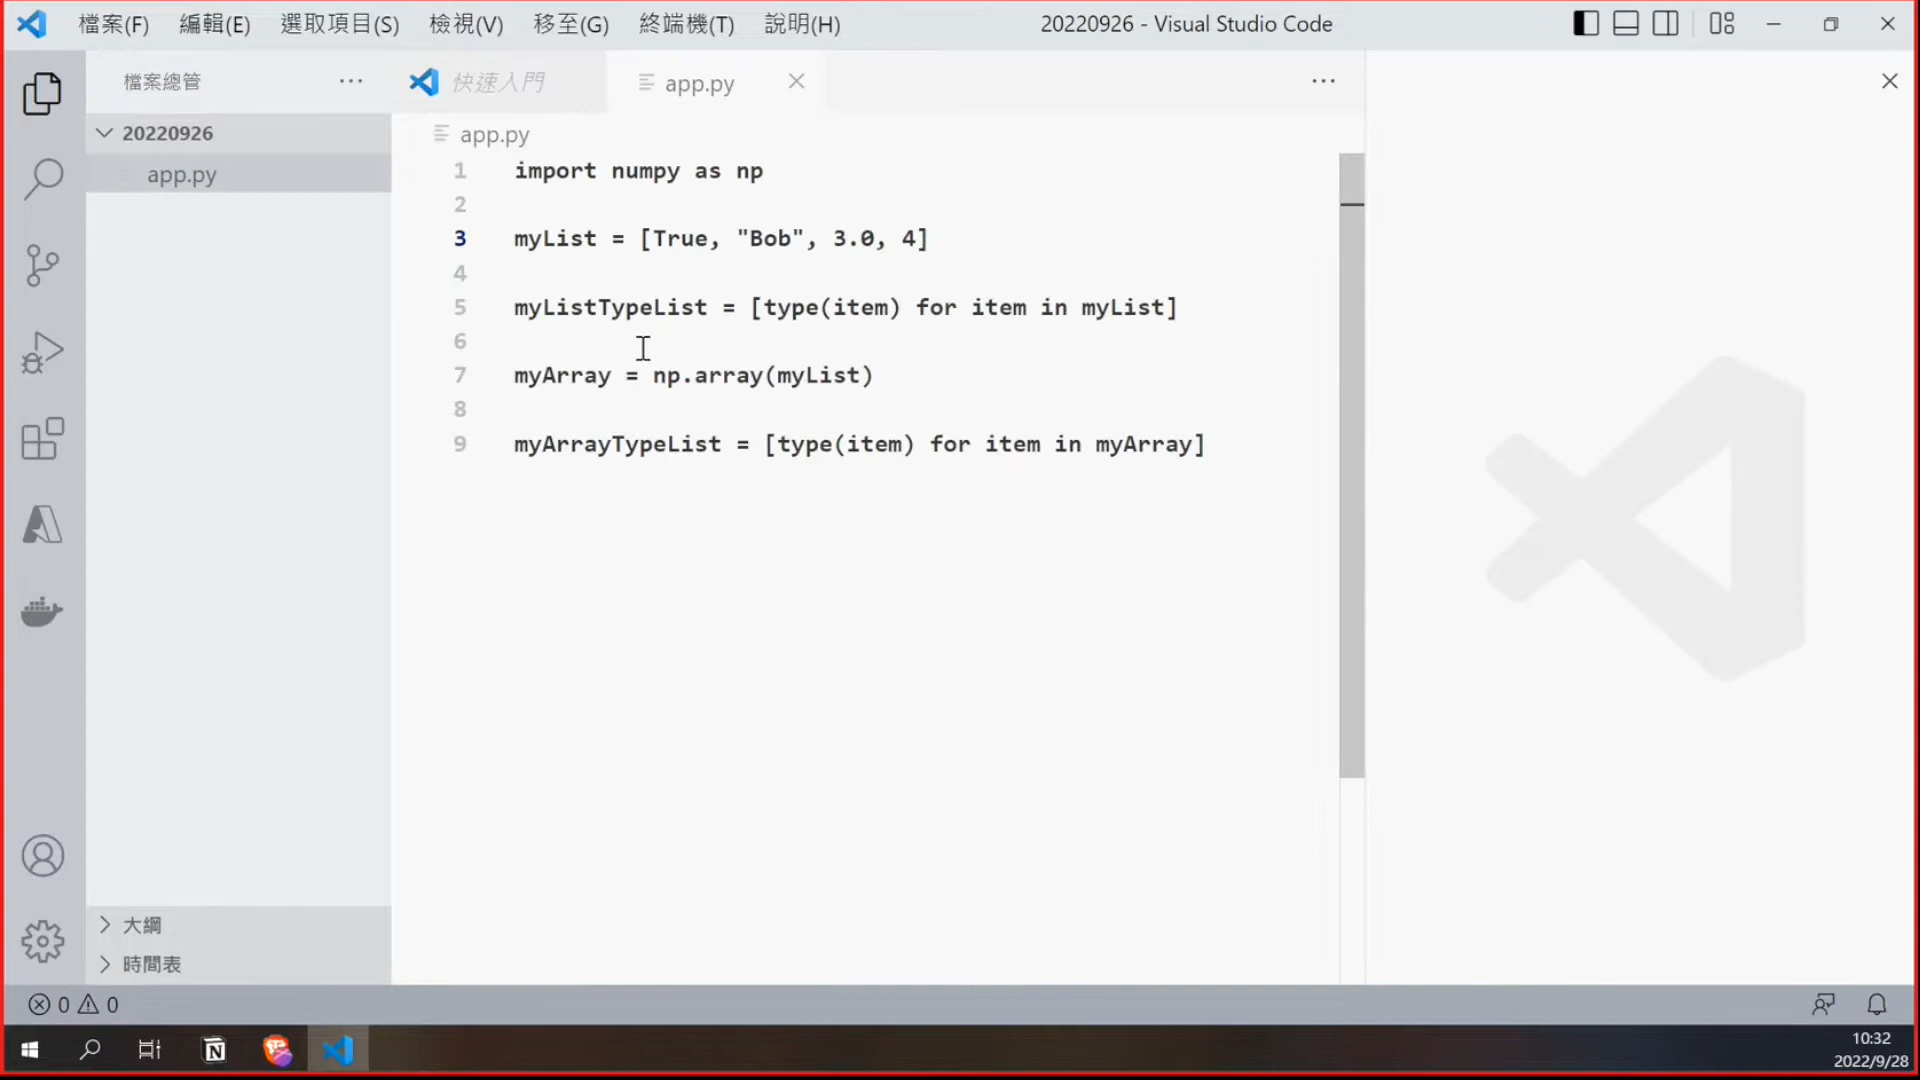 檔案(F) 編輯(E) 選取項目(S) 檢視(V) 移至(G) 終端機(T) 說明(H) 20220926 - Visual Studio Code
檔案總管
快速入門
app.py
20220926
app.py
app.py
1 import numpy as np
2
3 myList = [True, "Bob", 3.0, 4]
4
5 myListTypeList = [type(item) for item in myList]
6
7 myArray = np.array(myList)
8
9 myArrayTypeList = [type(item) for item in myArray]
大綱
時間表
0 0
10:32
2022/9/28